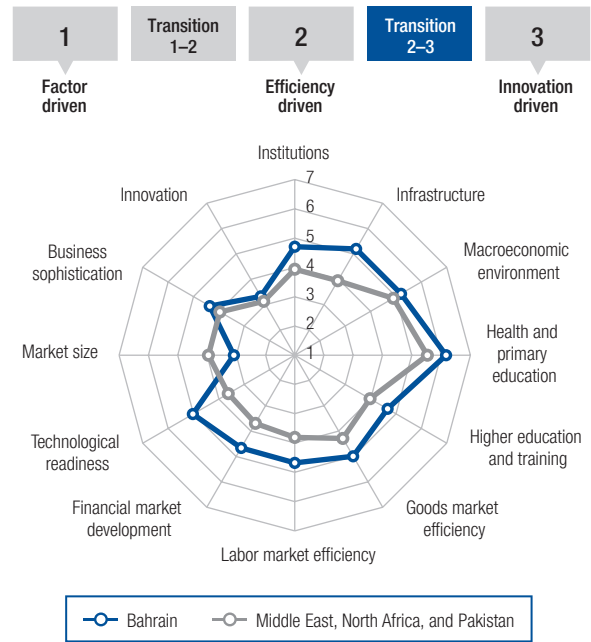 1
Transition
1–2
2
Transition
2–3
3
Factor
driven
Efficiency
driven
Innovation
driven
Institutions
Infrastructure
Macroeconomic
environment
Health and
primary
education
Higher education
and training
Goods market
efficiency
Labor market efficiency
Financial market
development
Technological
readiness
Market size
Business
sophistication
Innovation
7
6
5
4
3
2
1
Bahrain
Middle East, North Africa, and Pakistan